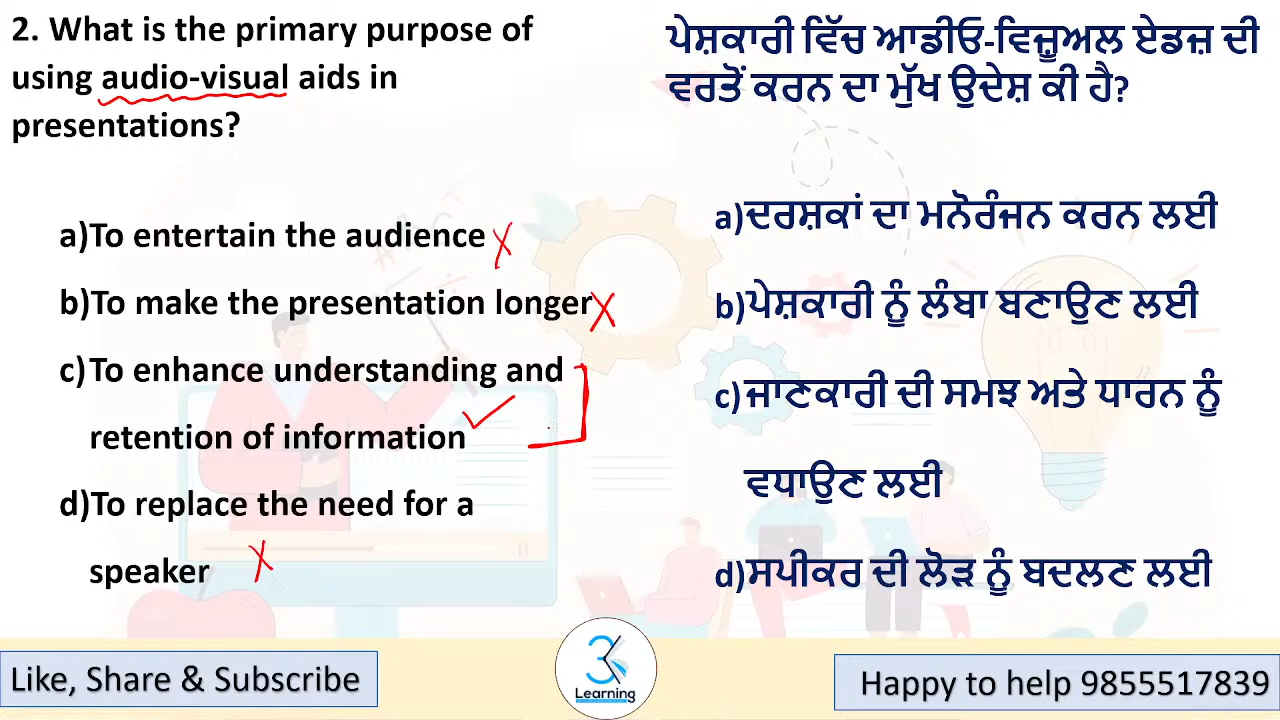 2. What is the primary purpose of
using audio-visual aids in
presentations?
a)To entertain the audience
b)To make the presentation longer
c)To enhance understanding and
retention of information
d)To replace the need for a
speaker
ਪੇਸ਼ਕਾਰੀ ਵਿੱਚ ਆਡੀਓ-ਵਿਜ਼ੂਅਲ ਏਡਜ਼ ਦੀ
ਵਰਤੋਂ ਕਰਨ ਦਾ ਮੁੱਖ ਉਦੇਸ਼ ਕੀ ਹੈ?
a)ਦਰਸ਼ਕਾਂ ਦਾ ਮਨੋਰੰਜਨ ਕਰਨ ਲਈ
b)ਪੇਸ਼ਕਾਰੀ ਨੂੰ ਲੰਬਾ ਬਣਾਉਣ ਲਈ
c)ਜਾਣਕਾਰੀ ਦੀ ਸਮਝ ਅਤੇ ਧਾਰਨ ਨੂੰ
ਵਧਾਉਣ ਲਈ
d)ਸਪੀਕਰ ਦੀ ਲੋੜ ਨੂੰ ਬਦਲਣ ਲਈ
Like, Share & Subscribe
3
Learning
Happy to help 9855517839